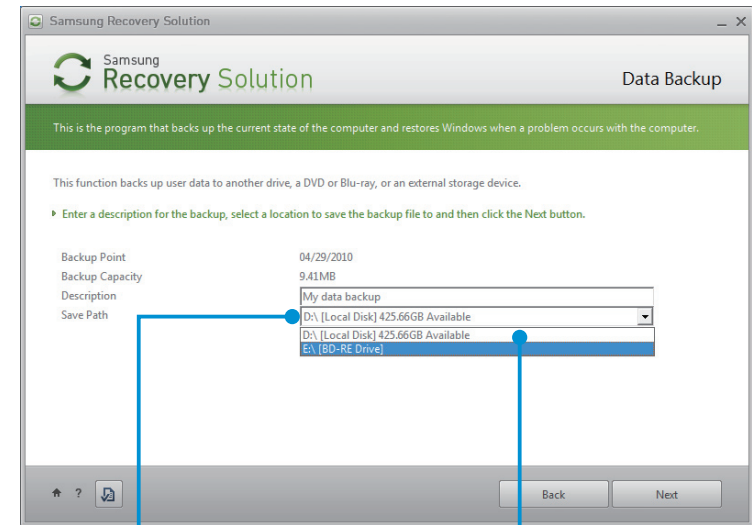 Samsung Recovery Solution
Samsung
Recovery Solution
Data Backup
This is the program that backs up the current state of the computer and restores Windows when a problem occurs with the computer.
This function backs up user data to another drive, a DVD or Blu-ray, or an external storage device.
Enter a description for the backup, select a location to save the backup file to and then click the Next button.
Backup Point 04/29/2010
Backup Capacity 9.41MB
Description My data backup
Save Path D:\ [Local Disk] 425.66GB Available
D:\ [Local Disk] 425.66GB Available
E:\ [BD-RE Drive]
? Back Next